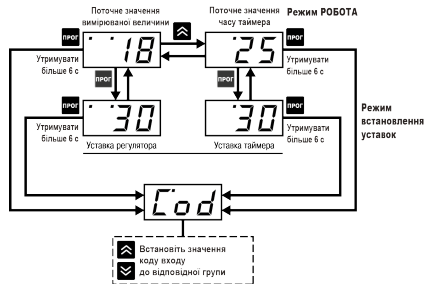 Поточне значення
вимірюваної величини
Поточне значення
часу таймера
Режим РОБОТА
ПРОГ
18
25
ПРОГ
Утримувати
більше 6 с
ПРОГ
ПРОГ
Утримувати
більше 6 с
ПРОГ
30
30
ПРОГ
Утримувати
більше 6 с
Утримувати
більше 6 с
Режим
встановлення
уставок
Уставка регулятора
Уставка таймера
Cod
Встановіть значення
коду входу
до відповідної групи